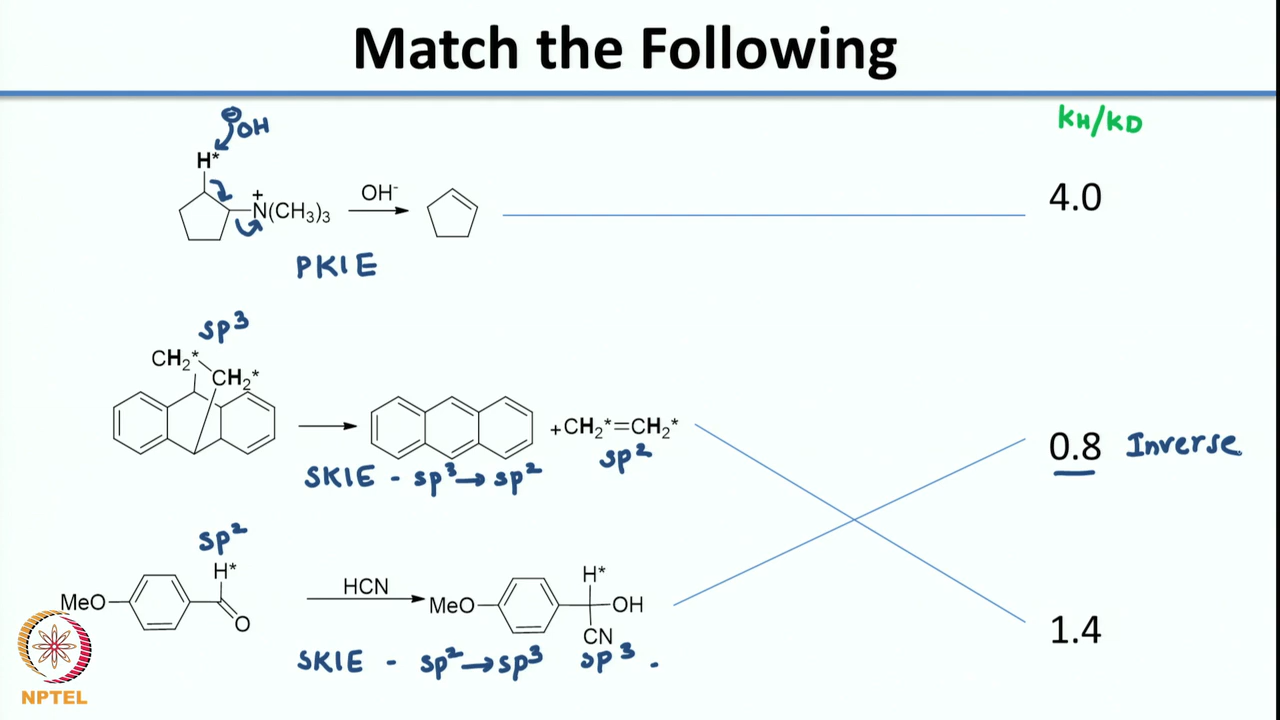 Match the Following
KH/KD
⊖OH
H*
+
N(CH3)3
OH-
4.0
PKIE
sp3
CH2*
CH2*
+CH2*=CH2*
sp2
SKIE - sp3→sp2
0.8 Inverse
sp2
H*
MeO
O
HCN
H*
MeO
OH
CN
sp3.
SKIE - sp2→sp3
1.4
NPTEL